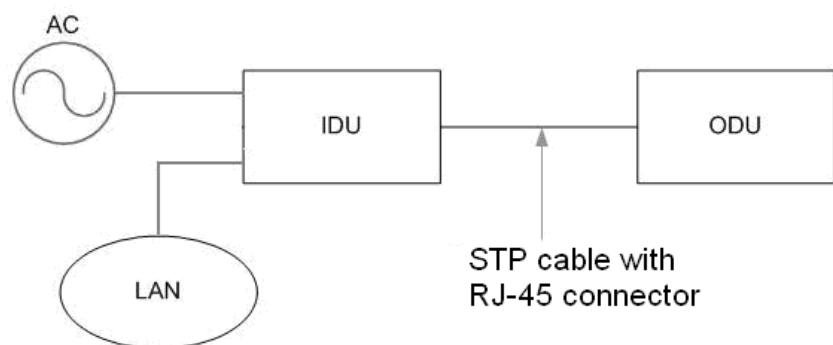 AC
IDU
ODU
LAN
STP cable with
RJ-45 connector